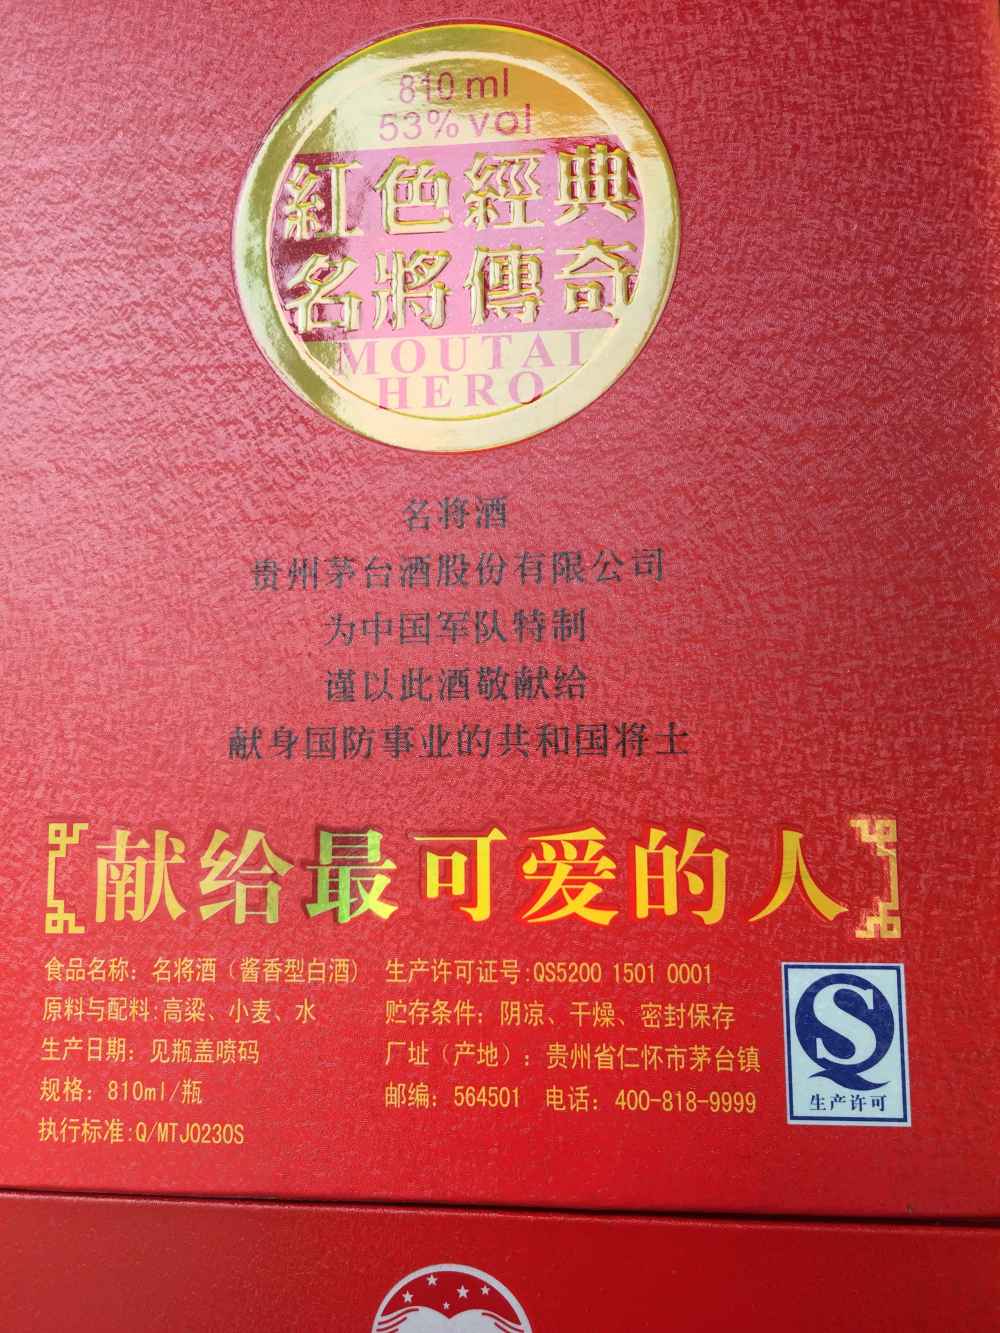 810ml
53%vol
紅色經典
名將傳奇
MOUTAI
HERO
名将酒
贵州茅台酒股份有限公司
为中国军队特制
谨以此酒敬献给
献身国防事业的共和国将士
献给最可爱的人
食品名称：名将酒（酱香型白酒）
原料与配料:高粱、小麦、水
生产日期：见瓶盖喷码
规格：810ml/瓶
执行标准:Q/MTJ0230S
生产许可证号:QS5200 1501 0001
贮存条件：阴凉、干燥、密封保存
厂址（产地）：贵州省仁怀市茅台镇
邮编：564501 电话：400-818-9999
生产许可